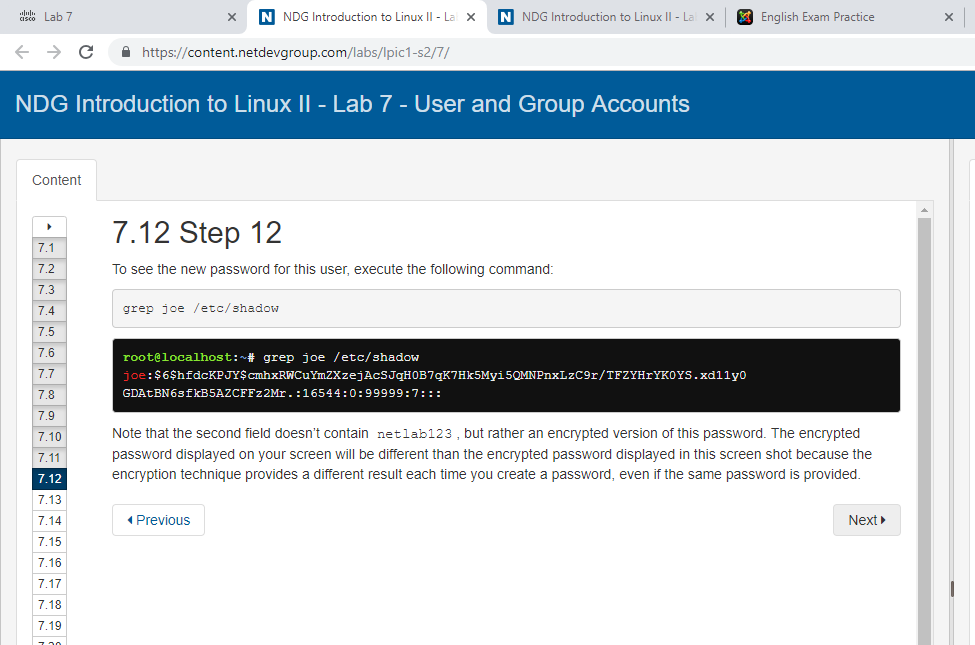 Lab 7
NDG Introduction to Linux II - La
NDG Introduction to Linux II - La
English Exam Practice
https://content.netdevgroup.com/labs/lpic1-s2/7/
NDG Introduction to Linux II - Lab 7 - User and Group Accounts
Content
7.1
7.2
7.3
7.4
7.5
7.6
7.7
7.8
7.9
7.10
7.11
7.12
7.13
7.14
7.15
7.16
7.17
7.18
7.19
7.12 Step 12
To see the new password for this user, execute the following command:
grep joe /etc/shadow
root@localhost:~# grep joe /etc/shadow
joe:$6$hfdcKPJY$cmhxRWCuYmZXzejAcSJqH0B7qK7Hk5Myi5QMNPnxLzC9r/TFZYHrYK0YS.xd11y0
GDAtBN6sfkB5AZCFFz2Mr.:16544:0:99999:7:::
Note that the second field doesn't contain netlab123, but rather an encrypted version of this password. The encrypted
password displayed on your screen will be different than the encrypted password displayed in this screen shot because the
encryption technique provides a different result each time you create a password, even if the same password is provided.
Previous
Next